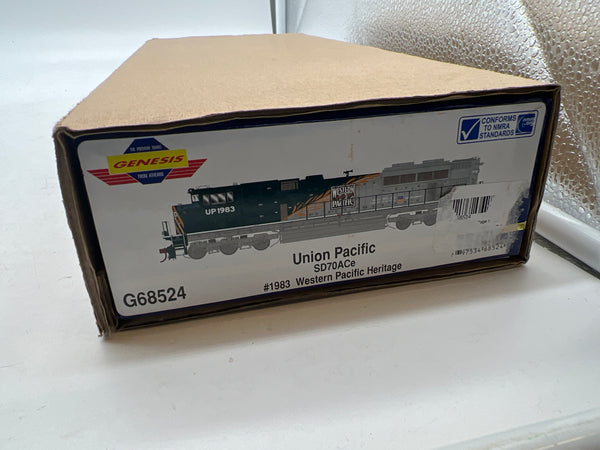 THE PREMIUM TRAINS
GENESIS
FROM ATHEARN
CONFORMS
TO NMRA
STANDARDS
UP 1983
WESTERN
PACIFIC
68524
Union Pacific
SD70ACe
#1983 Western Pacific Heritage
G68524